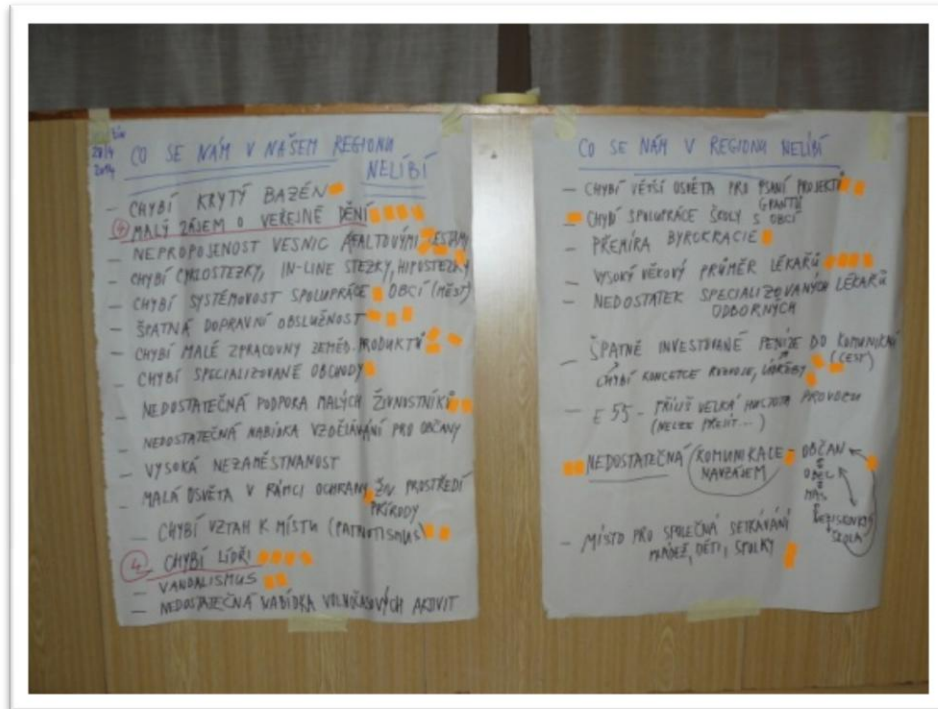 2014
CO SE NÁM V NAŠEM REGIONU
NELÍBÍ
- CHYBÍ KRYTÝ BAZÉN
④ MALÝ ZÁJEM O VEŘEJNÉ DĚNÍ
- NEPROPOJENOST VESNIC ASFALTOVÝMI CESTAMI
- CHYBÍ CYKLOSTEZKY, IN-LINE STEZKY, HIPOSTEZKY
- CHYBÍ SYSTÉMOVOST SPOLUPRÁCE OBCÍ (MĚST)
- ŠPATNÁ DOPRAVNÍ OBSLUŽNOST
- CHYBÍ MALÉ ZPRACOVNY ZEMĚD. PRODUKTŮ
- CHYBÍ SPECIALIZOVANÉ OBCHODY
- NEDOSTATEČNÁ PODPORA MALÝCH ŽIVNOSTNÍKŮ
- NEDOSTATEČNÁ NABÍDKA VZDĚLÁVÁNÍ PRO OBČANY
- VYSOKÁ NEZAMĚSTNANOST
- MALÁ OSVĚTA V RÁMCI OCHRANY ŽIV. PROSTŘEDÍ
PŘÍRODY
- CHYBÍ VZTAH K MÍSTU (PATRIOTISMUS)
④ CHYBÍ LÍDŘI
- VANDALISMUS
- NEDOSTATEČNÁ NABÍDKA VOLNOČASOVÝCH AKTIVIT
CO SE NÁM V REGIONU NELÍBÍ
- CHYBÍ VĚTŠÍ OSVĚTA PRO PSANÍ PROJEKTŮ
GRANTŮ
- CHYBÍ SPOLUPRÁCE ŠKOLY S OBCÍ
- PŘEMÍRA BYROKRACIE
- VYSOKÝ VĚKOVÝ PRŮMĚR LÉKAŘŮ
- NEDOSTATEK SPECIALIZOVANÝCH LÉKAŘŮ
ODBORNÝCH
- ŠPATNĚ INVESTOVANÉ PENÍZE DO KOMUNIKACÍ
(CEST)
CHYBÍ KONCEPCE ROZVOJE, ÚDRŽBY
- E 55 - PŘÍLIŠ VELKÁ HUSTOTA PROVOZU
(NELZE PŘEJÍT...)
NEDOSTATEČNÁ KOMUNIKACE - OBČAN
NAVZÁJEM
OBEC
MAS
NEZISKOVKY
ŠKOLA
- MÍSTO PRO SPOLEČNÁ SETKÁVÁNÍ
MLÁDEŽ, DĚTI, SPOLKY